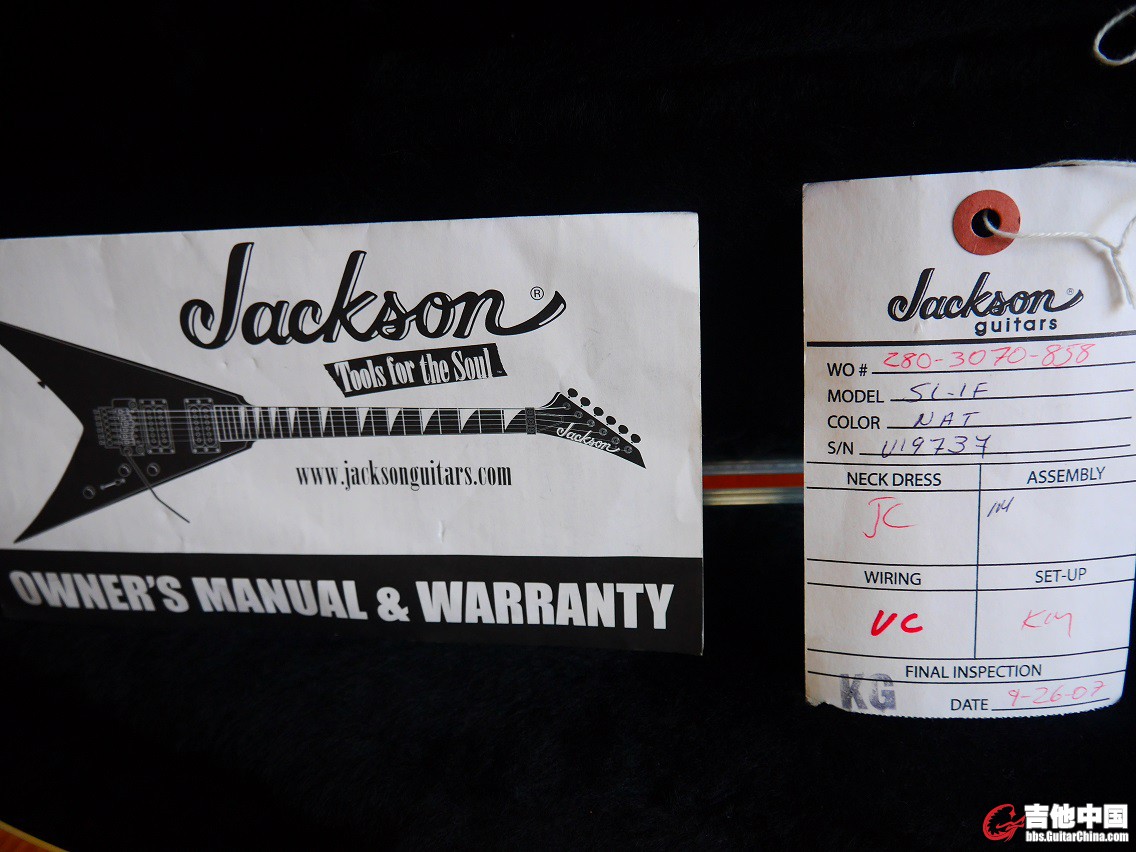 Jackson®
Tools for the Soul™
Jackson
www.jacksonguitars.com
OWNER'S MANUAL & WARRANTY
Jackson®
guitars
WO # 280-3070-858
MODEL SL-1F
COLOR NAT
S/N U19737
NECK DRESS ASSEMBLY
JC
WIRING SET-UP
VC KM
FINAL INSPECTION
KG
DATE 9-26-07
吉他中国
bbs.GuitarChina.com